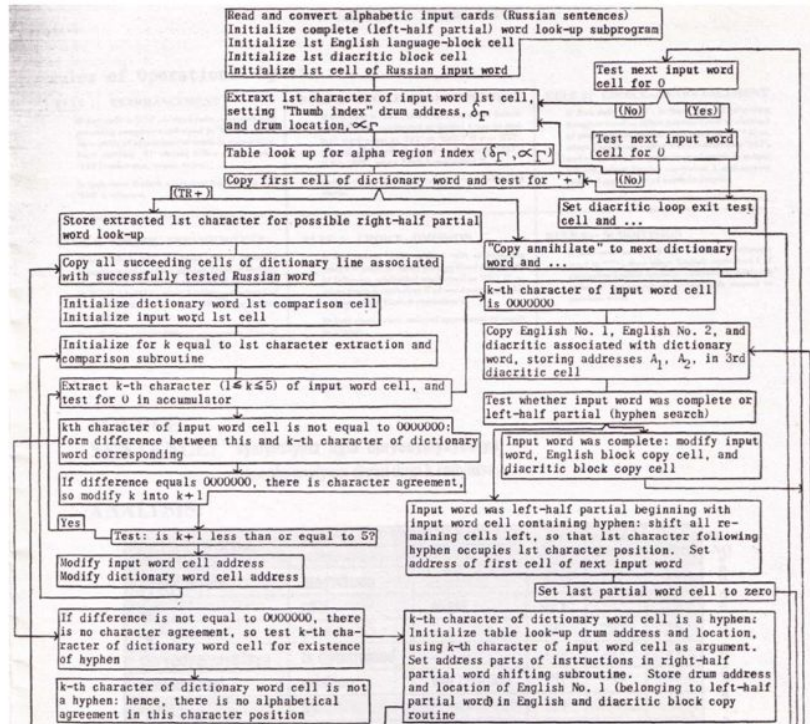 Read and convert alphabetic input cards (Russian sentences)
Initialize complete (left-half partial) word look-up subprogram
Initialize lst English language-block cell
Initialize lst diacritic block cell
Initialize lst cell of Russian input word
Test next input word
cell for 0
(No)
(Yes)
Extraxt lst character of input word lst cell,
setting "Thumb index" drum address, δΓ
and drum location, ∝Γ
Test next input word
cell for 0
(No)
Table look up for alpha region index (δΓ, ∝Γ)
Copy first cell of dictionary word and test for '+'
(TR+)
Set diacritic loop exit test
cell and ...
Store extracted lst character for possible right-half partial
word look-up
"Copy annihilate" to next dictionary
word and ...
Copy all succeeding cells of dictionary line associated
with successfully tested Russian word
k-th character of input word cell
is 0000000
Initialize dictionary word lst comparison cell
Initialize input word lst cell
Copy English No. 1, English No. 2, and
diacritic associated with dictionary
word, storing addresses A1, A2, in 3rd
diacritic cell
Initialize for k equal to lst character extraction and
comparison subroutine
Extract k-th character (1≤k≤5) of input word cell, and
test for 0 in accumulator
Test whether input word was complete or
left-half partial (hyphen search)
kth character of input word cell is not equal to 0000000:
form difference between this and k-th character of dictionary
word corresponding
Input word was complete: modify input
word, English block copy cell, and
diacritic block copy cell
If difference equals 0000000, there is character agreement,
so modify k into k+1
Yes
Test: is k+1 less than or equal to 5?
Input word was left-half partial beginning with
input word cell containing hyphen: shift all re-
maining cells left, so that lst character following
hyphen occupies lst character position. Set
address of first cell of next input word
Modify input word cell address
Modify dictionary word cell address
Set last partial word cell to zero
If difference is not equal to 0000000, there
is no character agreement, so test k-th cha-
racter of dictionary word cell for existence
of hyphen
k-th character of dictionary word cell is a hyphen:
Initialize table look-up drum address and location,
using k-th character of input word cell as argument.
Set address parts of instructions in right-half
partial word shifting subroutine. Store drum address
and location of English No. 1 (belonging to left-half
partial word) in English and diacritic block copy
routine
k-th character of dictionary word cell is not
a hyphen: hence, there is no alphabetical
agreement in this character position